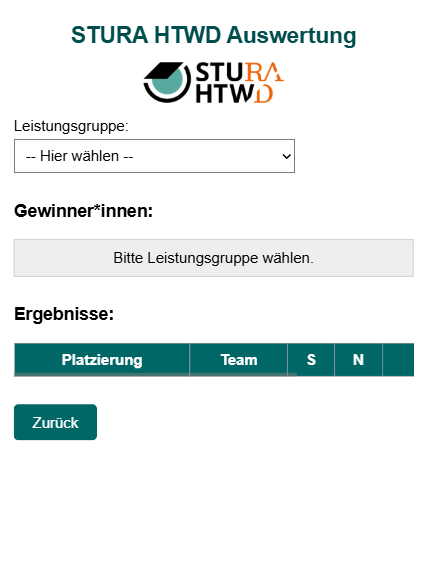 STURA HTWD Auswertung
STURA
HTWD
Leistungsgruppe:
-- Hier wählen --
Gewinner*innen:
Bitte Leistungsgruppe wählen.
Ergebnisse:
Platzierung Team S N
Zurück